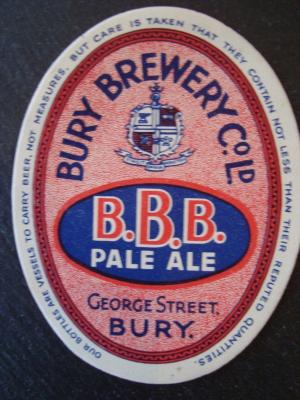 BURY BREWERY CO LD.
B.B.B.
PALE ALE
GEORGE STREET,
BURY.
OUR BOTTLES ARE VESSELS TO CARRY BEER, NOT MEASURES, BUT CARE IS TAKEN THAT THEY CONTAIN NOT LESS THAN THEIR REPUTED QUANTITIES.